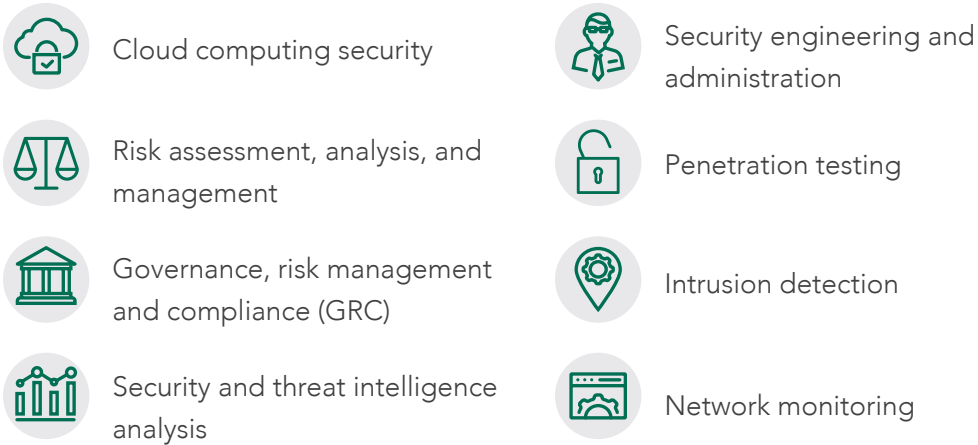 Cloud computing security
Risk assessment, analysis, and
management
Governance, risk management
and compliance (GRC)
Security and threat intelligence
analysis
Security engineering and
administration
Penetration testing
Intrusion detection
Network monitoring